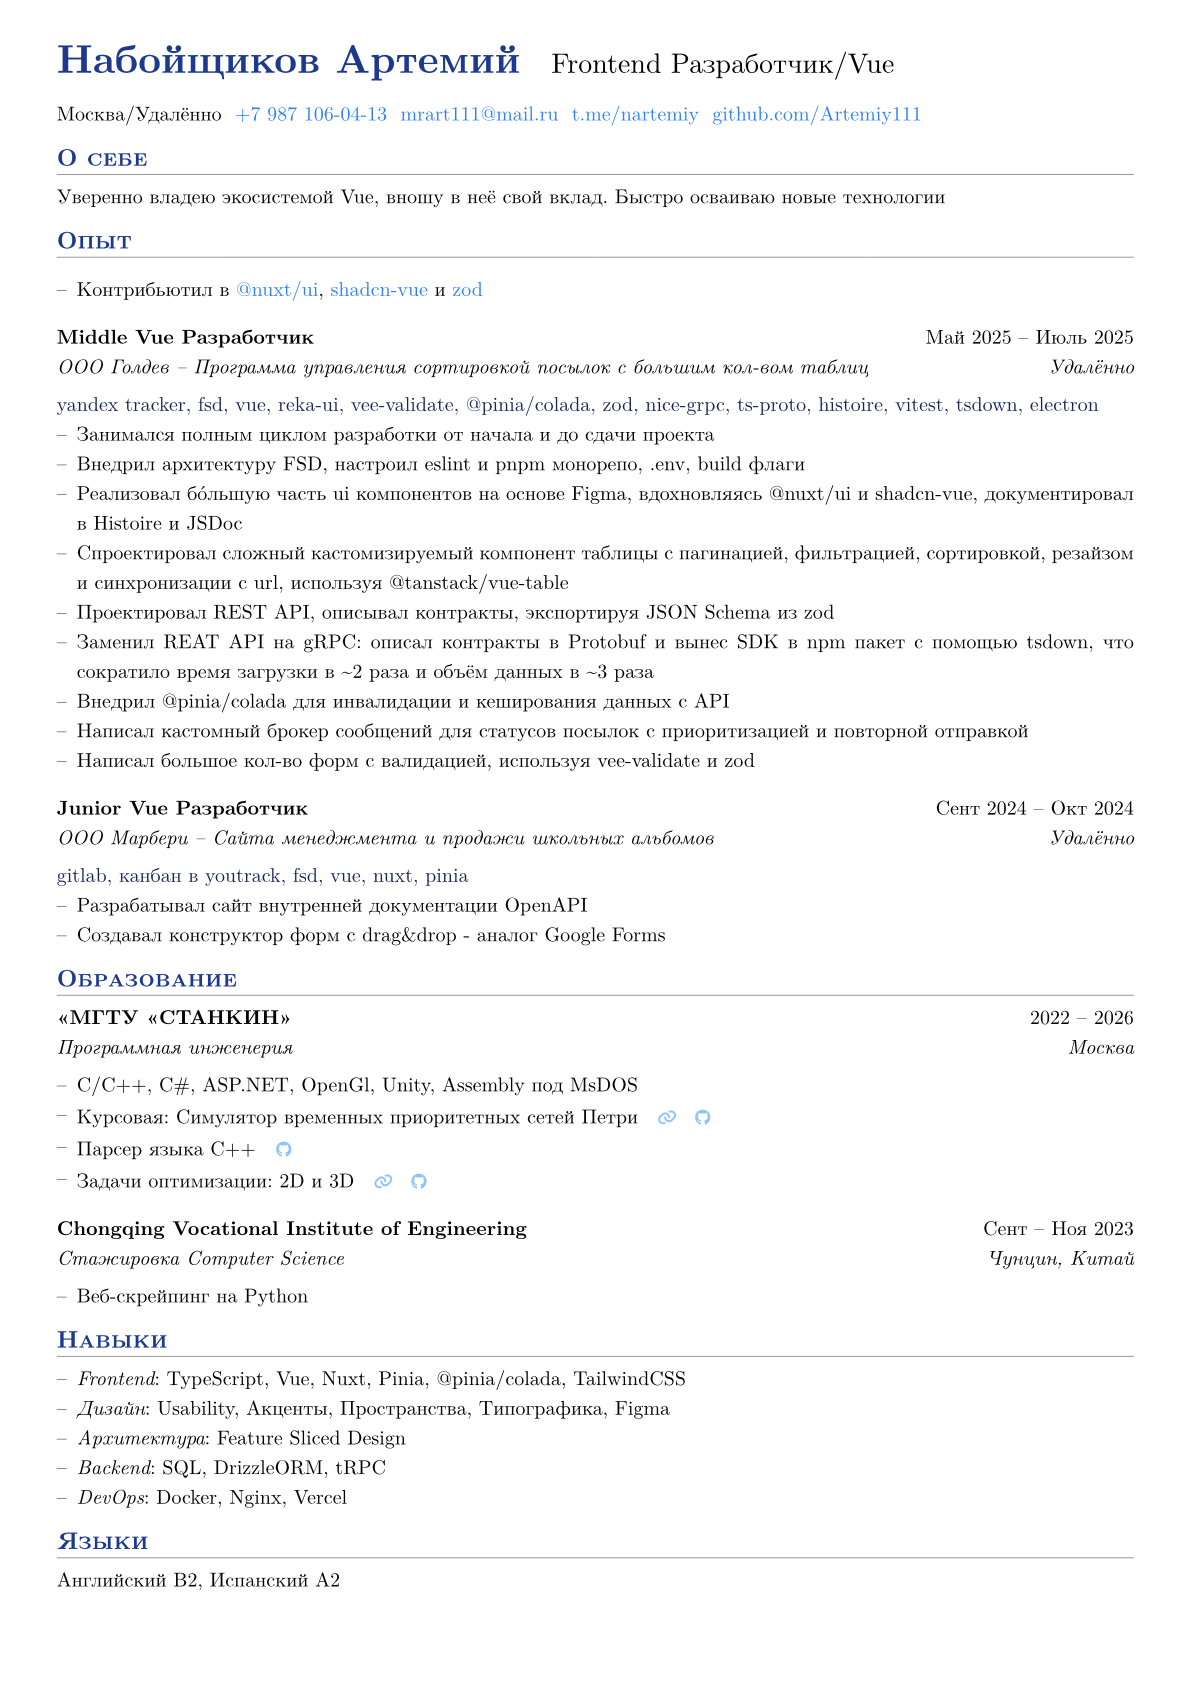 Набойщиков Артемий Frontend Разработчик/Vue
Москва/Удалённо +7 987 106-04-13 mrart111@mail.ru t.me/nartemiy github.com/Artemiy111
О себе
Уверенно владею экосистемой Vue, вношу в неё свой вклад. Быстро осваиваю новые технологии
Опыт
– Контрибьютил в @nuxt/ui, shadcn-vue и zod
Middle Vue Разработчик Май 2025 – Июль 2025
ООО Голдев – Программа управления сортировкой посылок с большим кол-вом таблиц Удалённо
yandex tracker, fsd, vue, reka-ui, vee-validate, @pinia/colada, zod, nice-grpc, ts-proto, histoire, vitest, tsdown, electron
– Занимался полным циклом разработки от начала и до сдачи проекта
– Внедрил архитектуру FSD, настроил eslint и pnpm монорепо, .env, build флаги
– Реализовал бо́льшую часть ui компонентов на основе Figma, вдохновляясь @nuxt/ui и shadcn-vue, документировал
в Histoire и JSDoc
– Спроектировал сложный кастомизируемый компонент таблицы с пагинацией, фильтрацией, сортировкой, резайзом
и синхронизации с url, используя @tanstack/vue-table
– Проектировал REST API, описывал контракты, экспортируя JSON Schema из zod
– Заменил REAT API на gRPC: описал контракты в Protobuf и вынес SDK в npm пакет с помощью tsdown, что
сократило время загрузки в ~2 раза и объём данных в ~3 раза
– Внедрил @pinia/colada для инвалидации и кеширования данных с API
– Написал кастомный брокер сообщений для статусов посылок с приоритизацией и повторной отправкой
– Написал большое кол-во форм с валидацией, используя vee-validate и zod
Junior Vue Разработчик Сент 2024 – Окт 2024
ООО Марбери – Сайта менеджмента и продажи школьных альбомов Удалённо
gitlab, канбан в youtrack, fsd, vue, nuxt, pinia
– Разрабатывал сайт внутренней документации OpenAPI
– Создавал конструктор форм с drag&drop - аналог Google Forms
Образование
«МГТУ «СТАНКИН» 2022 – 2026
Программная инженерия Москва
– C/C++, C#, ASP.NET, OpenGl, Unity, Assembly под MsDOS
– Курсовая: Симулятор временных приоритетных сетей Петри
– Парсер языка C++
– Задачи оптимизации: 2D и 3D
Chongqing Vocational Institute of Engineering Сент – Ноя 2023
Стажировка Computer Science Чунцин, Китай
– Веб-скрейпинг на Python
Навыки
– Frontend: TypeScript, Vue, Nuxt, Pinia, @pinia/colada, TailwindCSS
– Дизайн: Usability, Акценты, Пространства, Типографика, Figma
– Архитектура: Feature Sliced Design
– Backend: SQL, DrizzleORM, tRPC
– DevOps: Docker, Nginx, Vercel
Языки
Английский B2, Испанский A2